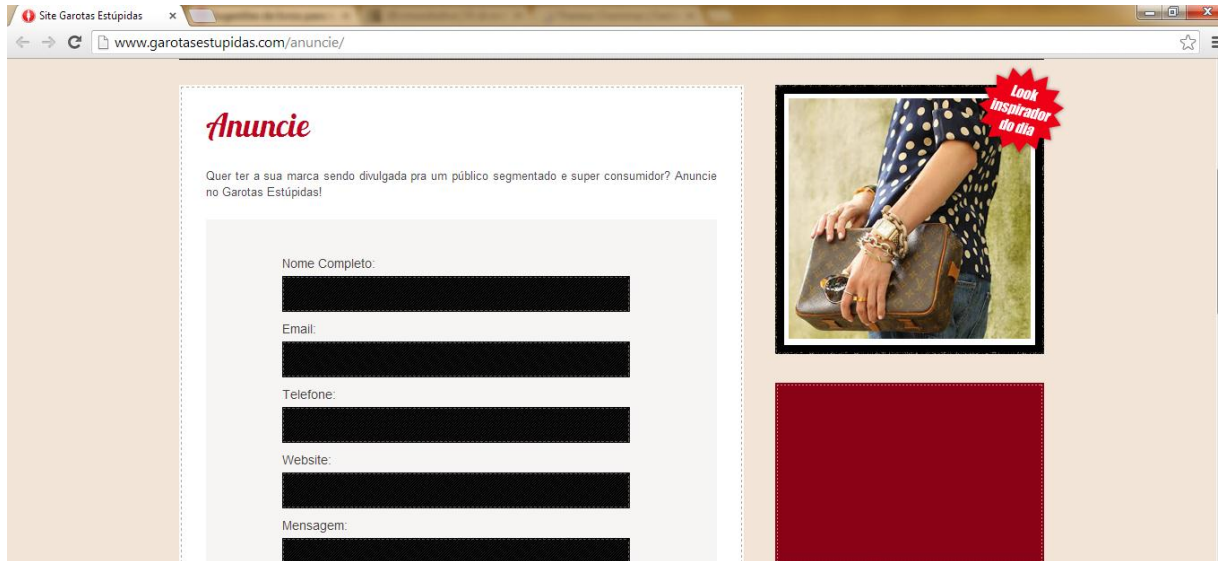 Site Garotas Estúpidas
www.garotasestupidas.com/anuncie/
Anuncie
Quer ter a sua marca sendo divulgada pra um público segmentado e super consumidor? Anuncie
no Garotas Estúpidas!
Nome Completo:
Email:
Telefone:
Website:
Mensagem:
Look
inspirador
do dia